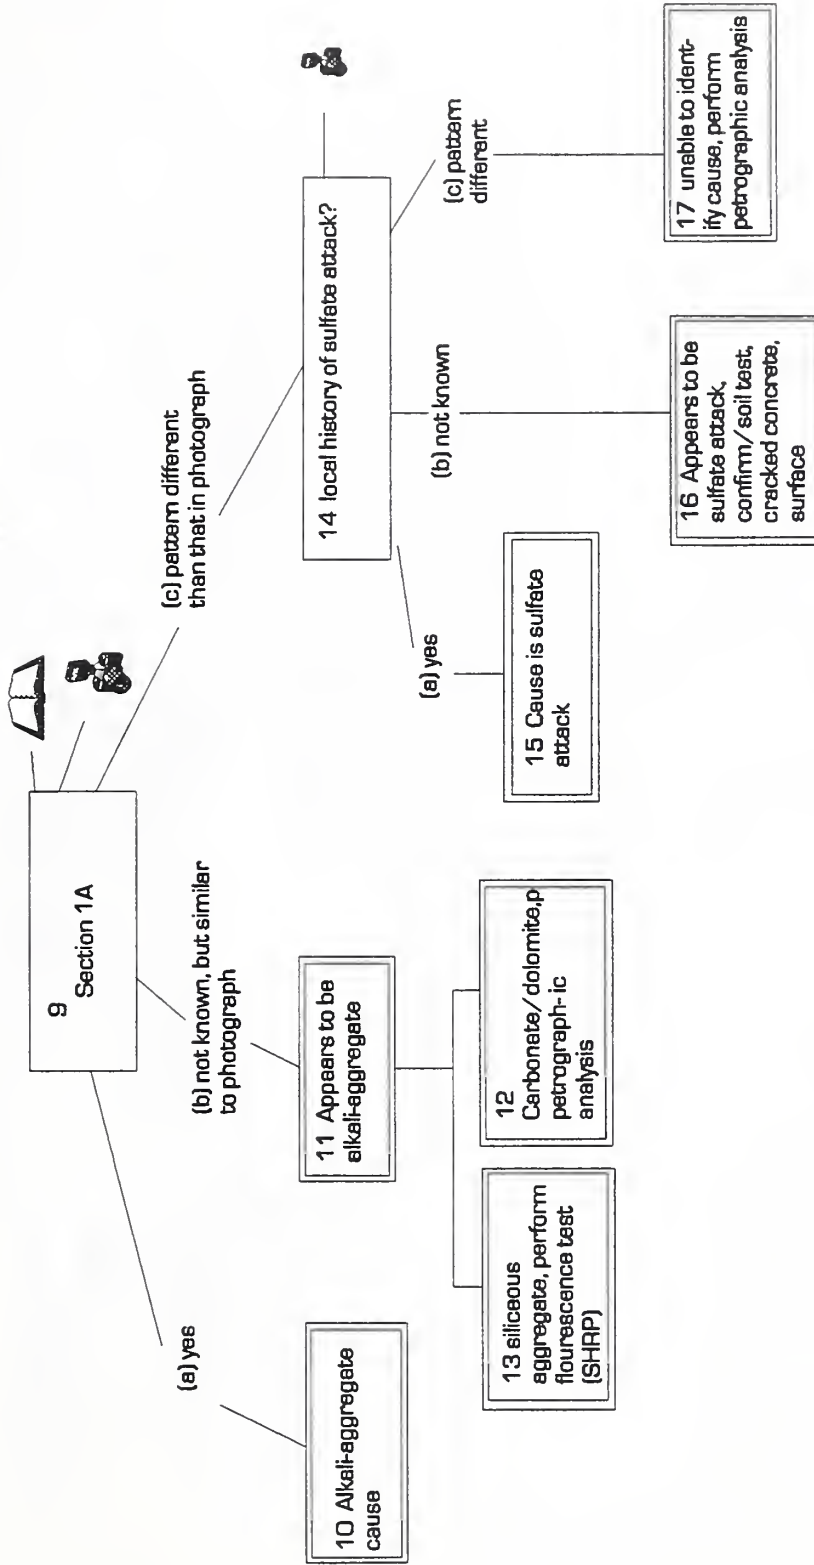 9
Section 1A
(a) yes
(b) not known, but similar
to photograph
(c) pattern different
than that in photograph
10 Alkali-aggregate
cause
11 Appears to be
alkali-aggregate
13 siliceous
aggregate, perform
flourescence test
(SHRP)
12
Carbonate/dolomite,p
petrograph-ic
analysis
14 local history of sulfate attack?
(a) yes
(b) not known
(c) pattern
different
15 Cause is sulfate
attack
16 Appears to be
sulfate attack,
confirm/soil test,
cracked concrete,
surface
17 unable to ident-
ify cause, perform
petrographic analysis